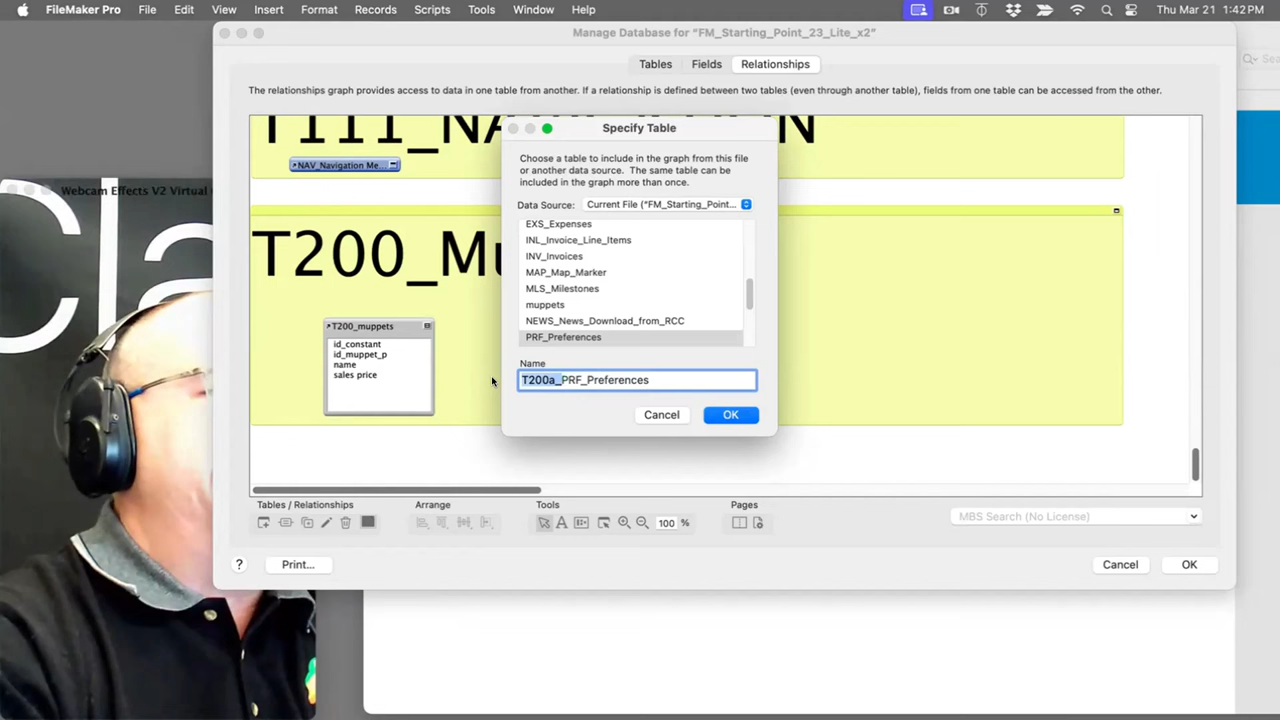 FileMaker Pro File Edit View Insert Format Records Scripts Tools Window Help Thu Mar 21 1:42 PM
Manage Database for "FM_Starting_Point_23_Lite_x2"
Tables Fields Relationships
The relationships graph provides access to data in one table from another. If a relationship is defined between two tables (even through another table), fields from one table can be accessed from the other.
NAV_Navigation Me...
Webcam Effects V2 Virtual
Cla
T200_Mu
T200_muppets
id_constant
id_muppet_p
name
sales price
Specify Table
Choose a table to include in the graph from this file
or another data source. The same table can be
included in the graph more than once.
Data Source: Current File ("FM_Starting_Point...
EXS_Expenses
INL_Invoice_Line_Items
INV_Invoices
MAP_Map_Marker
MLS_Milestones
muppets
NEWS_News_Download_from_RCC
PRF_Preferences
Name
T200a_PRF_Preferences
Cancel OK
Tables / Relationships Arrange Tools Pages
100 %
MBS Search (No License)
? Print... Cancel OK